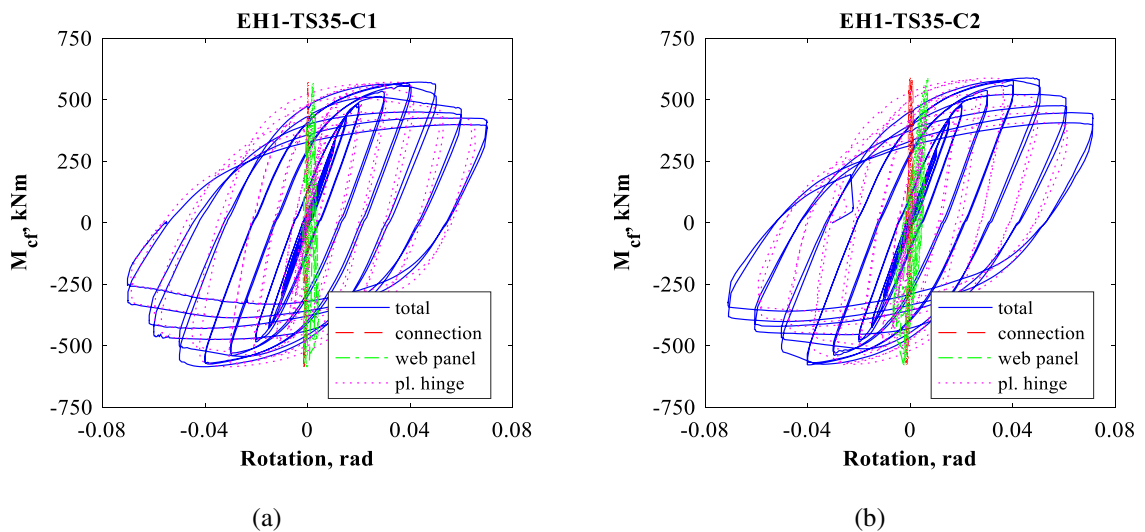 EH1-TS35-C1
750
500
250
0
-250
-500
-750
M_cf, kNm
-0.08 -0.04 0 0.04 0.08
Rotation, rad
total
connection
web panel
pl. hinge
(a)
EH1-TS35-C2
750
500
250
0
-250
-500
-750
M_cf, kNm
-0.08 -0.04 0 0.04 0.08
Rotation, rad
total
connection
web panel
pl. hinge
(b)